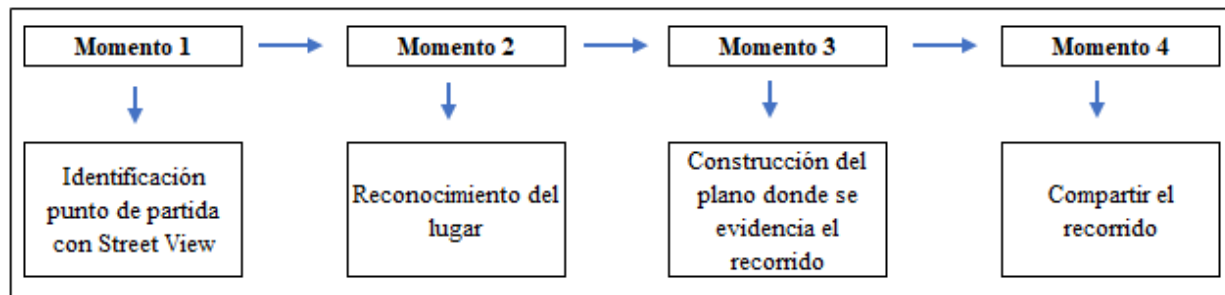 Momento 1
Momento 2
Momento 3
Momento 4
Identificación
punto de partida
con Street View
Reconocimiento del
lugar
Construcción del
plano donde se
evidencia el
recorrido
Compartir el
recorrido